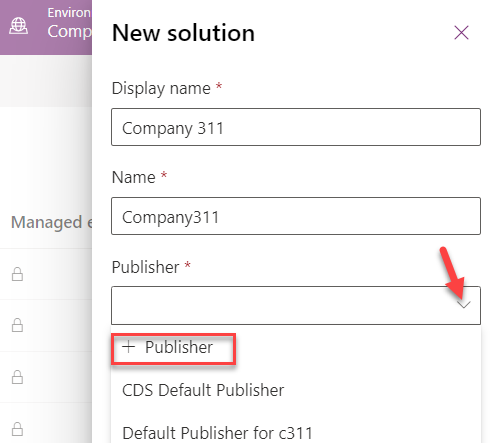 Environ
Comp
New solution
Display name *
Company 311
Name *
Company311
Managed e
Publisher *
+ Publisher
CDS Default Publisher
Default Publisher for c311